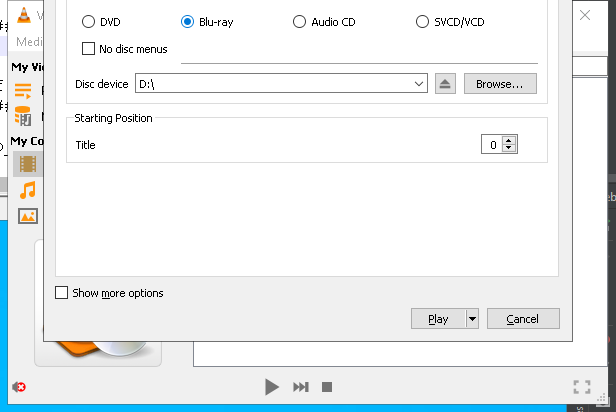 V
DVD
Blu-ray
Audio CD
SVCD/VCD
Medi
No disc menus
My Vi
Disc device
D:\
Browse...
Starting Position
My Co
Title
0
Show more options
Play
Cancel